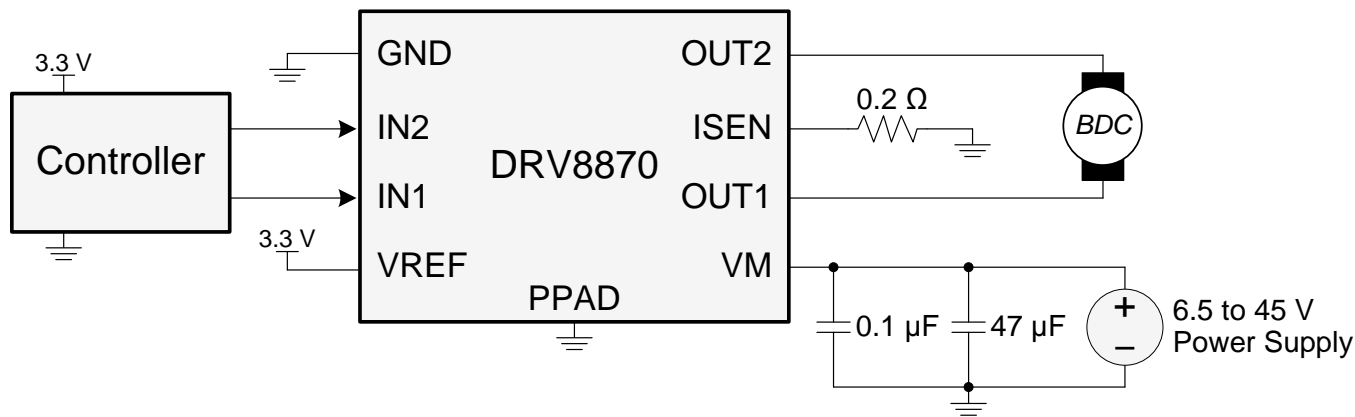 3.3 V
Controller
3.3 V
GND
IN2
IN1
VREF
DRV8870
PPAD
OUT2
ISEN
OUT1
VM
0.2 Ω
BDC
0.1 µF
47 µF
+
–
6.5 to 45 V
Power Supply